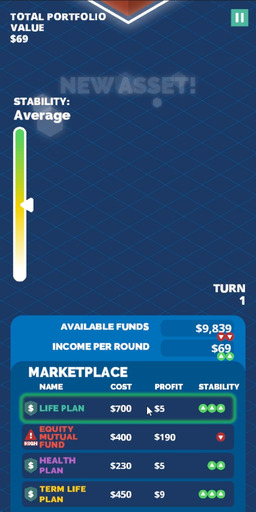 TOTAL PORTFOLIO
VALUE
$69
NEW ASSET!
STABILITY:
Average
TURN
1
AVAILABLE FUNDS $9,839
INCOME PER ROUND $69
MARKETPLACE
NAME COST PROFIT STABILITY
LIFE PLAN $700 $5
HIGH EQUITY MUTUAL FUND $400 $190
HEALTH PLAN $230 $5
TERM LIFE PLAN $450 $9